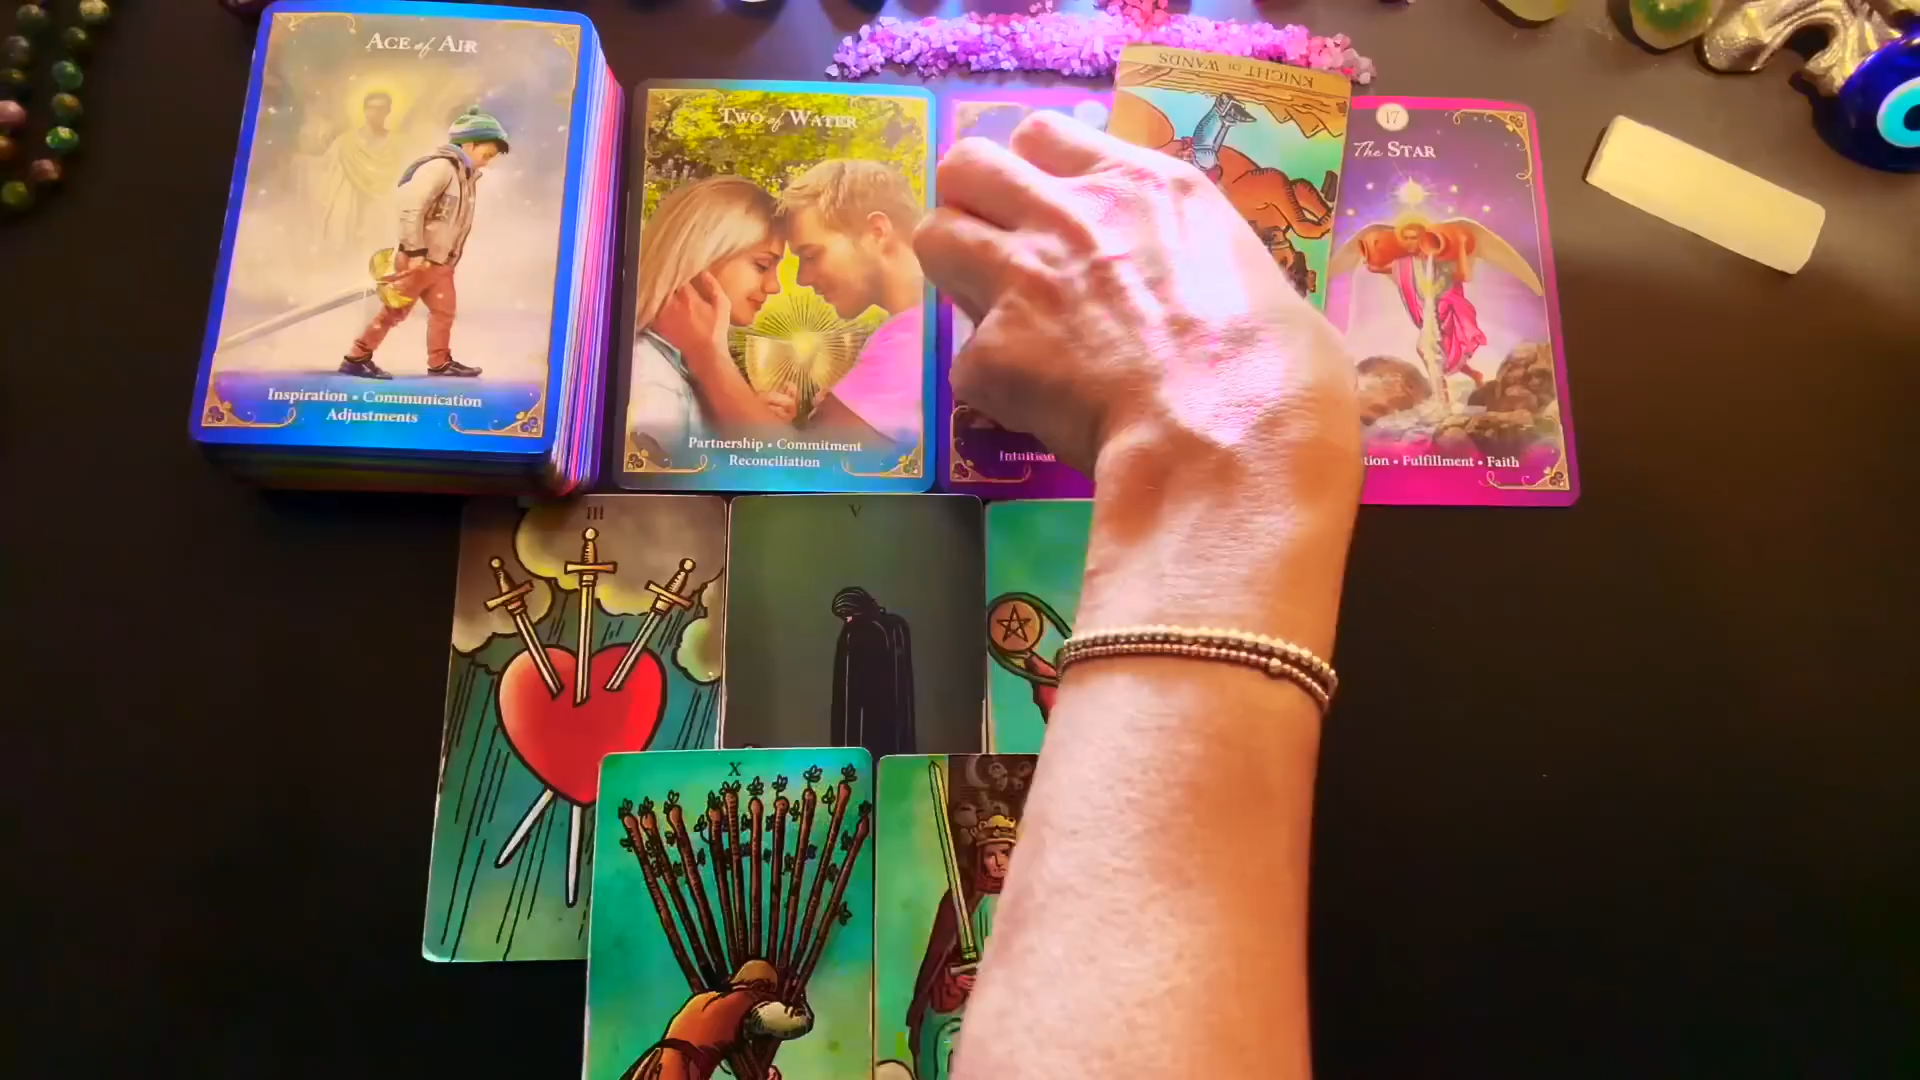 ACE of AIR
Inspiration • Communication
Adjustments
TWO of WATER
Partnership • Commitment
Reconciliation
Intuition
KNIGHT OF WANDS
17
The STAR
tion • Fulfillment • Faith
III
V
X